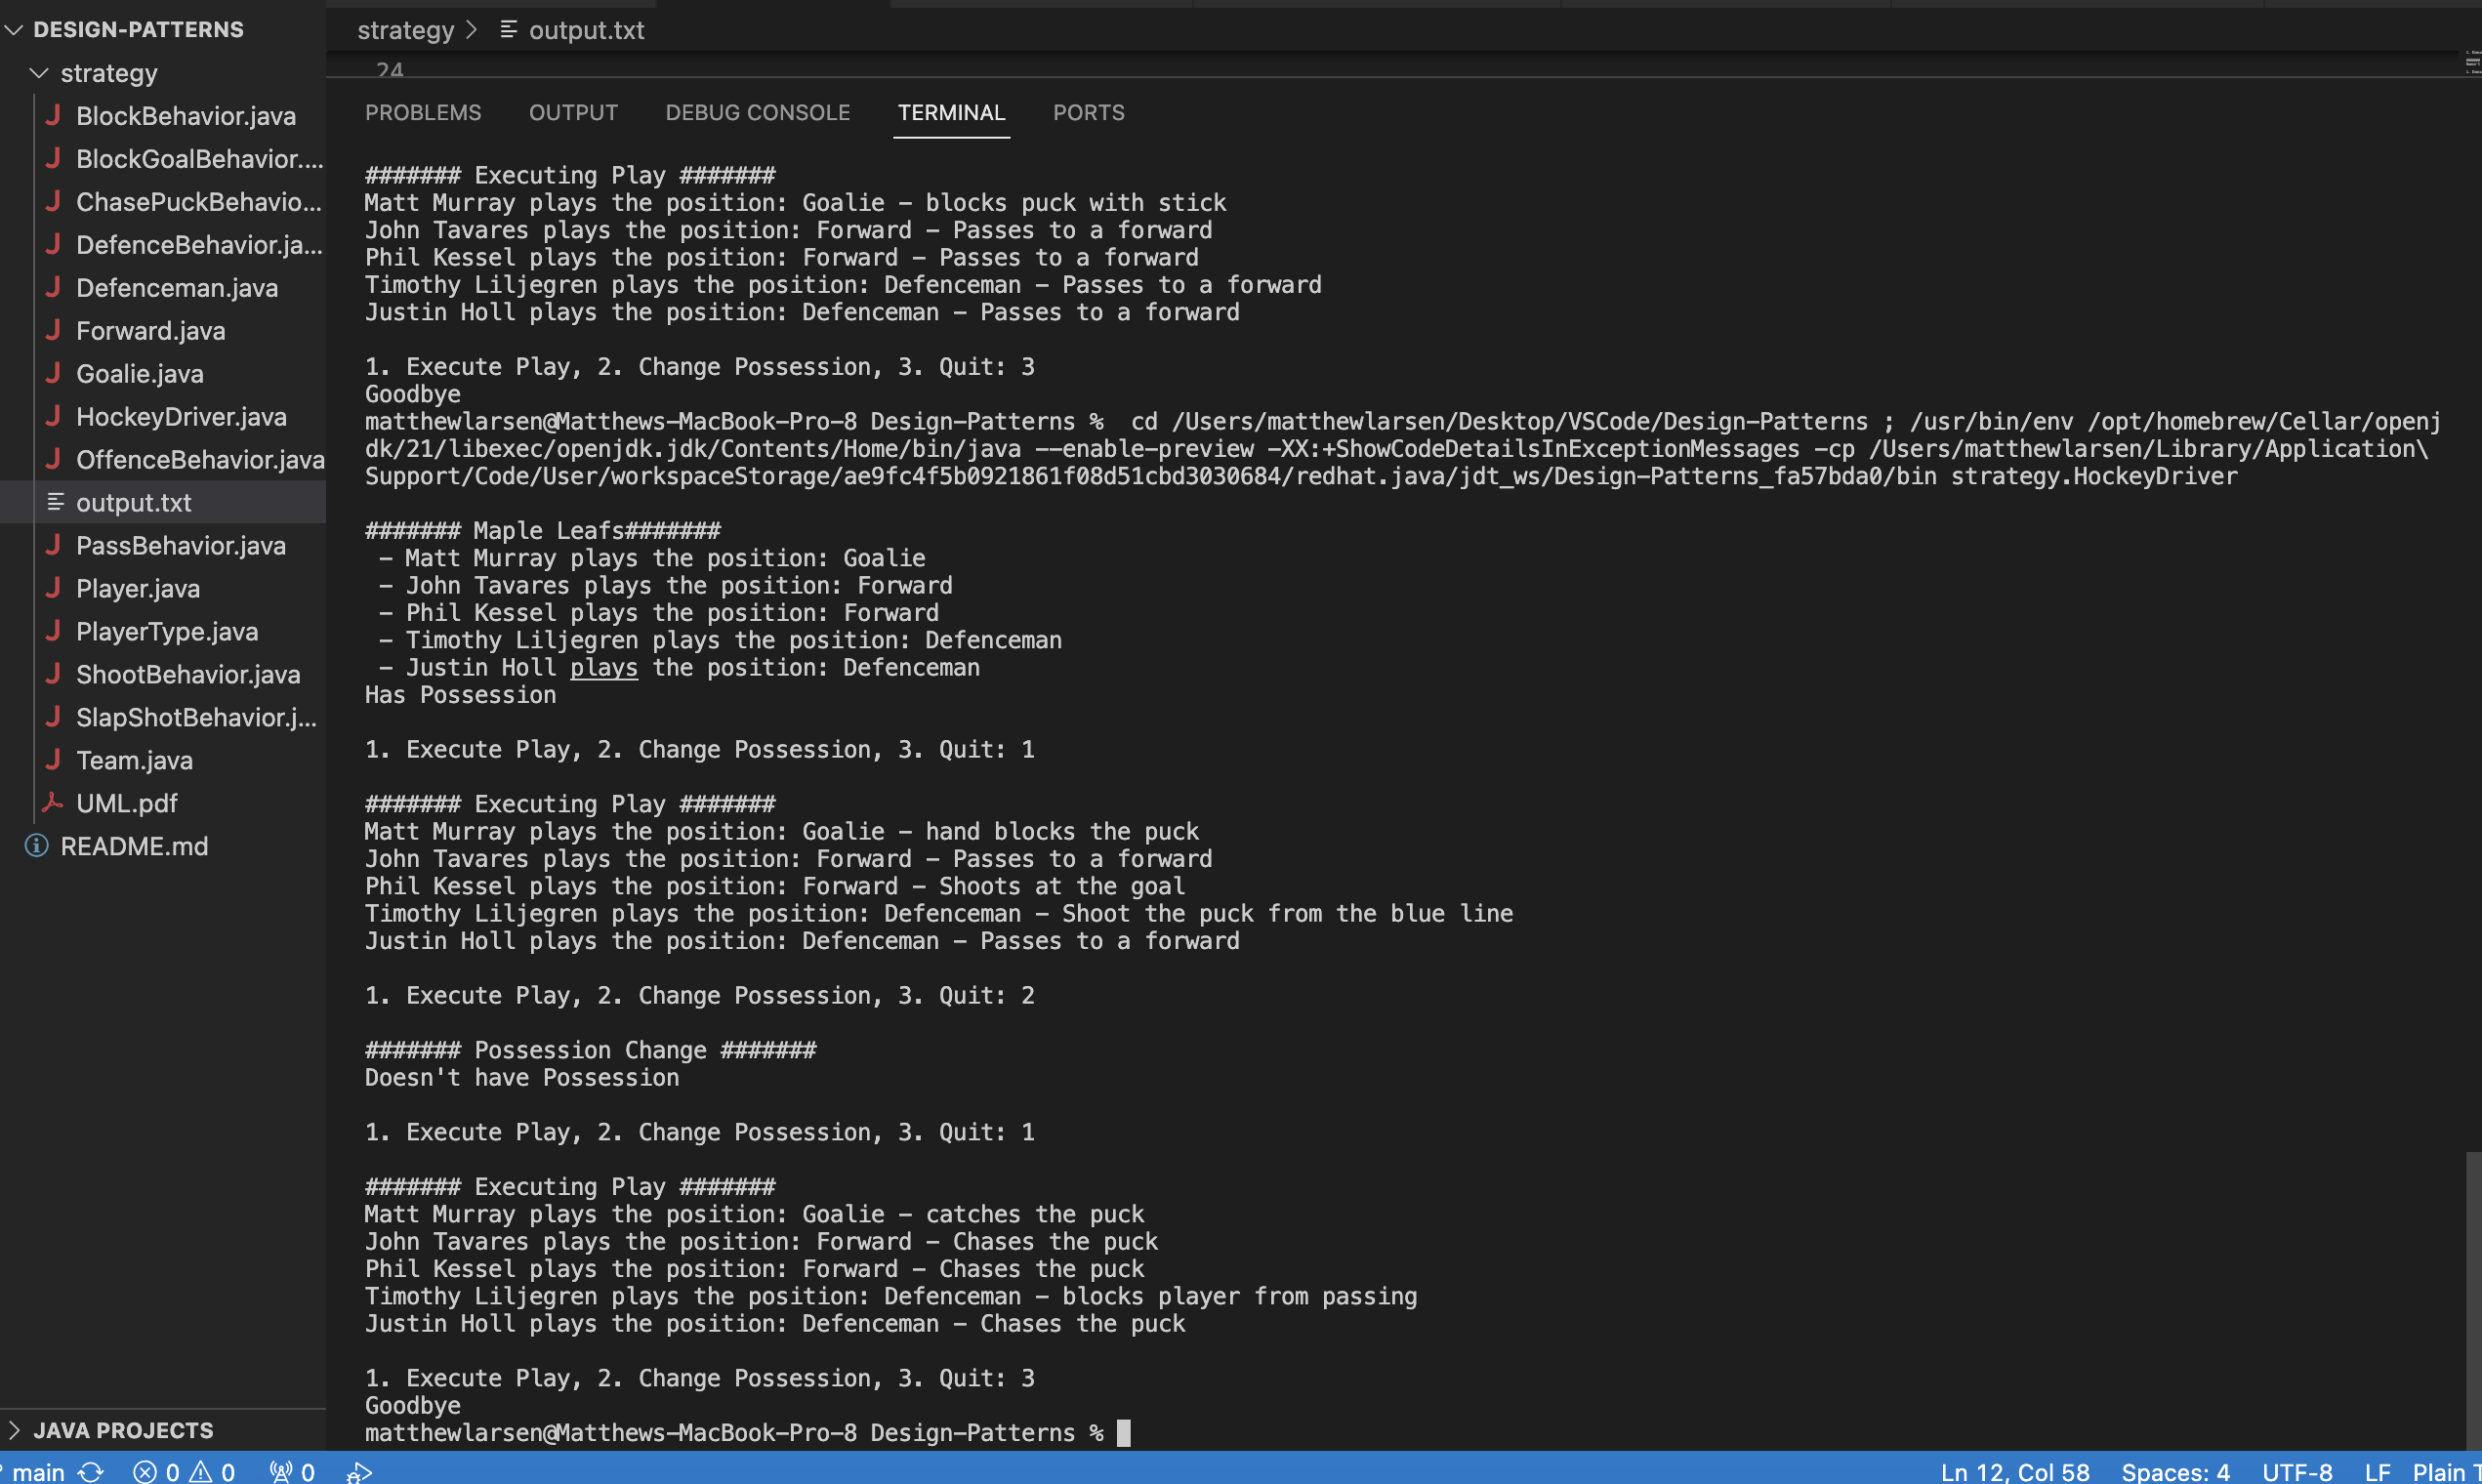 DESIGN-PATTERNS
strategy
BlockBehavior.java
BlockGoalBehavior....
ChasePuckBehavio...
DefenceBehavior.ja...
Defenceman.java
Forward.java
Goalie.java
HockeyDriver.java
OffenceBehavior.java
output.txt
PassBehavior.java
Player.java
PlayerType.java
ShootBehavior.java
SlapShotBehavior.j...
Team.java
UML.pdf
README.md
JAVA PROJECTS
strategy > output.txt
24
PROBLEMS OUTPUT DEBUG CONSOLE TERMINAL PORTS
####### Executing Play #######
Matt Murray plays the position: Goalie - blocks puck with stick
John Tavares plays the position: Forward - Passes to a forward
Phil Kessel plays the position: Forward - Passes to a forward
Timothy Liljegren plays the position: Defenceman - Passes to a forward
Justin Holl plays the position: Defenceman - Passes to a forward
1. Execute Play, 2. Change Possession, 3. Quit: 3
Goodbye
matthewlarsen@Matthews-MacBook-Pro-8 Design-Patterns %  cd /Users/matthewlarsen/Desktop/VSCode/Design-Patterns ; /usr/bin/env /opt/homebrew/Cellar/openj
dk/21/libexec/openjdk.jdk/Contents/Home/bin/java --enable-preview -XX:+ShowCodeDetailsInExceptionMessages -cp /Users/matthewlarsen/Library/Application\
Support/Code/User/workspaceStorage/ae9fc4f5b0921861f08d51cbd3030684/redhat.java/jdt_ws/Design-Patterns_fa57bda0/bin strategy.HockeyDriver
####### Maple Leafs#######
 - Matt Murray plays the position: Goalie
 - John Tavares plays the position: Forward
 - Phil Kessel plays the position: Forward
 - Timothy Liljegren plays the position: Defenceman
 - Justin Holl plays the position: Defenceman
Has Possession
1. Execute Play, 2. Change Possession, 3. Quit: 1
####### Executing Play #######
Matt Murray plays the position: Goalie - hand blocks the puck
John Tavares plays the position: Forward - Passes to a forward
Phil Kessel plays the position: Forward - Shoots at the goal
Timothy Liljegren plays the position: Defenceman - Shoot the puck from the blue line
Justin Holl plays the position: Defenceman - Passes to a forward
1. Execute Play, 2. Change Possession, 3. Quit: 2
####### Possession Change #######
Doesn't have Possession
1. Execute Play, 2. Change Possession, 3. Quit: 1
####### Executing Play #######
Matt Murray plays the position: Goalie - catches the puck
John Tavares plays the position: Forward - Chases the puck
Phil Kessel plays the position: Forward - Chases the puck
Timothy Liljegren plays the position: Defenceman - blocks player from passing
Justin Holl plays the position: Defenceman - Chases the puck
1. Execute Play, 2. Change Possession, 3. Quit: 3
Goodbye
matthewlarsen@Matthews-MacBook-Pro-8 Design-Patterns %
main 0 0 0 Ln 12, Col 58 Spaces: 4 UTF-8 LF Plain T